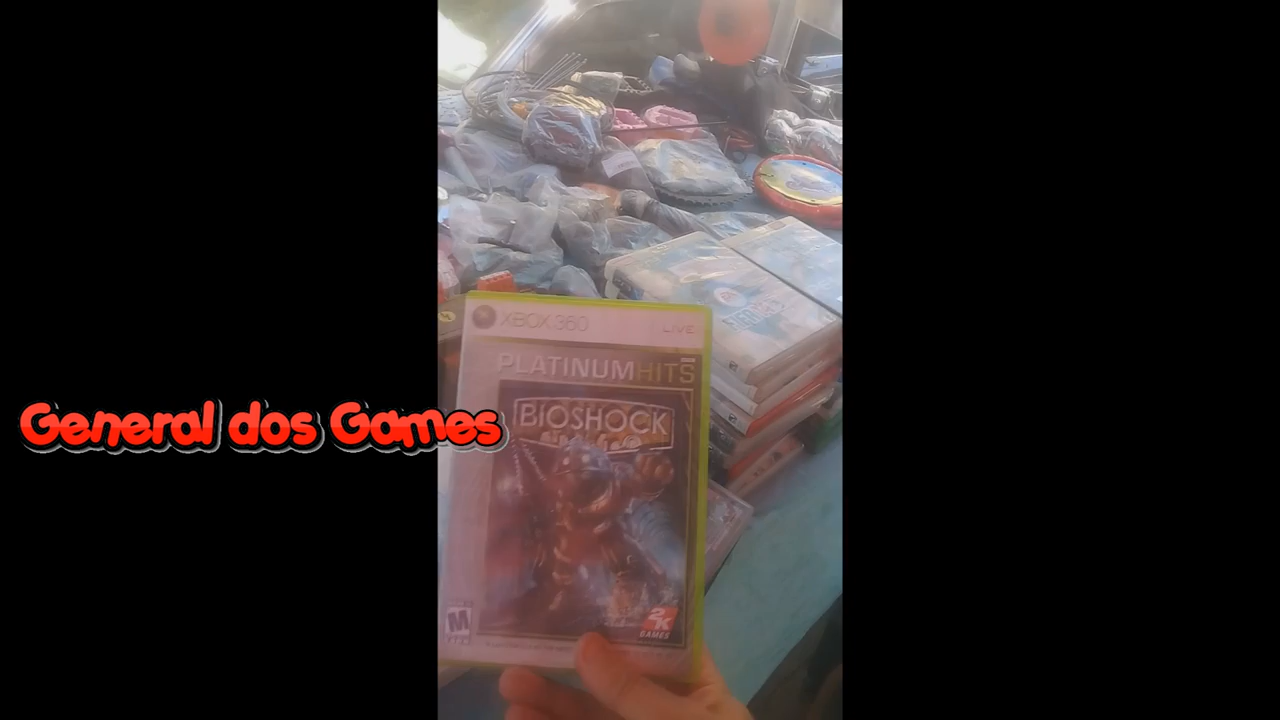 XBOX 360
LIVE
PLATINUM HITS
BIOSHOCK
General dos Games
M
2K
GAMES